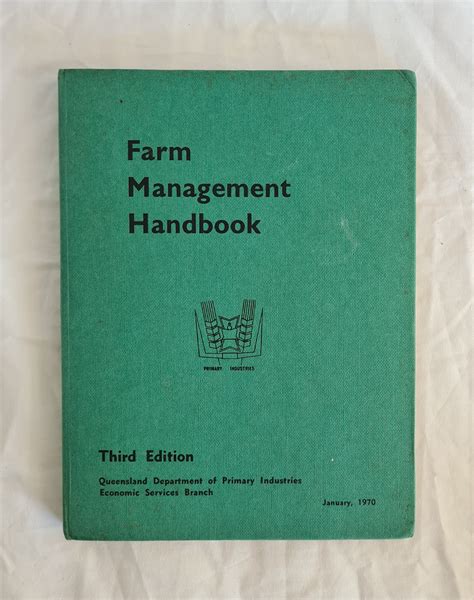 Farm
Management
Handbook
PRIMARY INDUSTRIES
Third Edition
Queensland Department of Primary Industries
Economic Services Branch
January, 1970